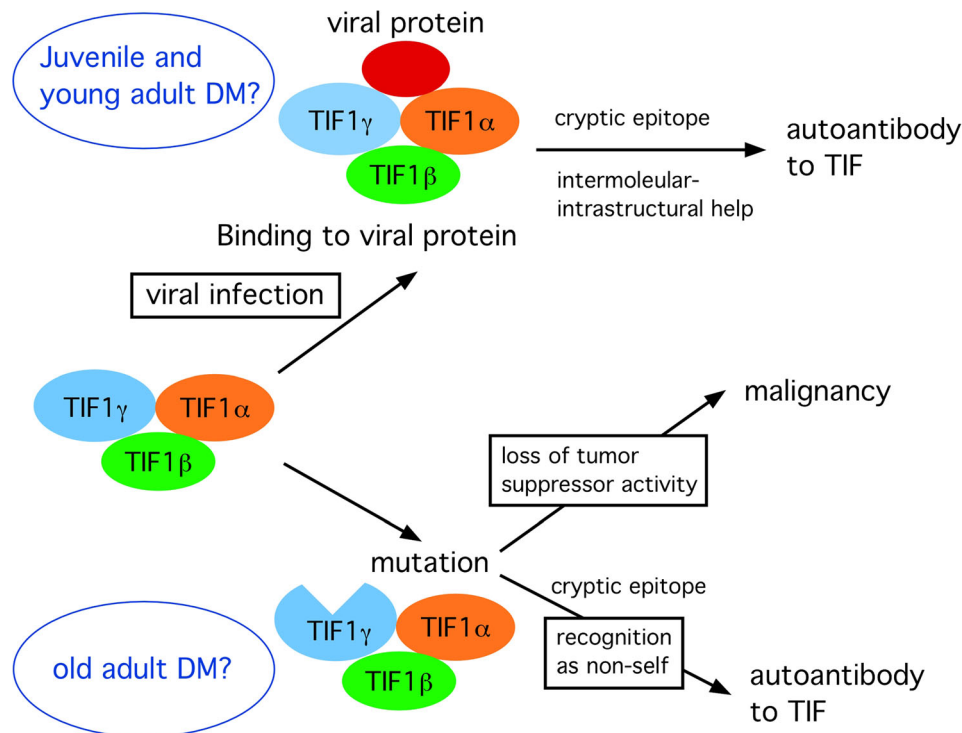 viral protein
Juvenile and
young adult DM?
TIF1γ
TIF1α
TIF1β
cryptic epitope
intermoleular-
intrastructural help
autoantibody
to TIF
Binding to viral protein
viral infection
TIF1γ
TIF1α
TIF1β
malignancy
loss of tumor
suppressor activity
mutation
cryptic epitope
TIF1γ
TIF1α
TIF1β
recognition
as non-self
old adult DM?
autoantibody
to TIF